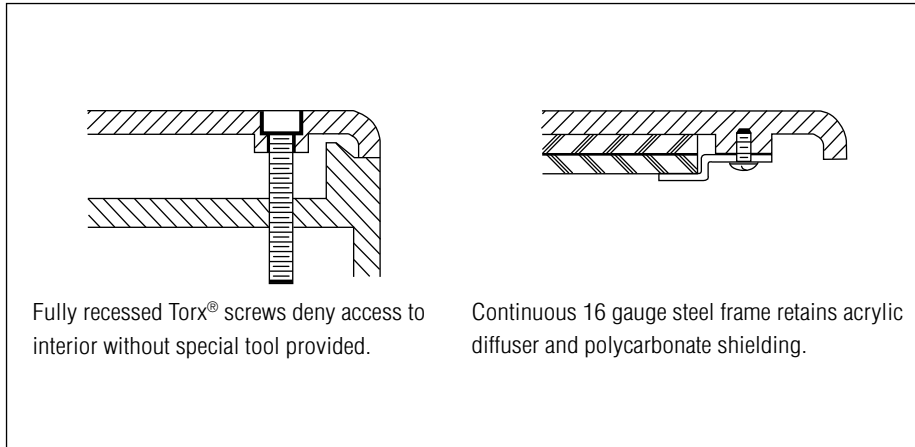 Fully recessed Torx® screws deny access to
interior without special tool provided.
Continuous 16 gauge steel frame retains acrylic
diffuser and polycarbonate shielding.